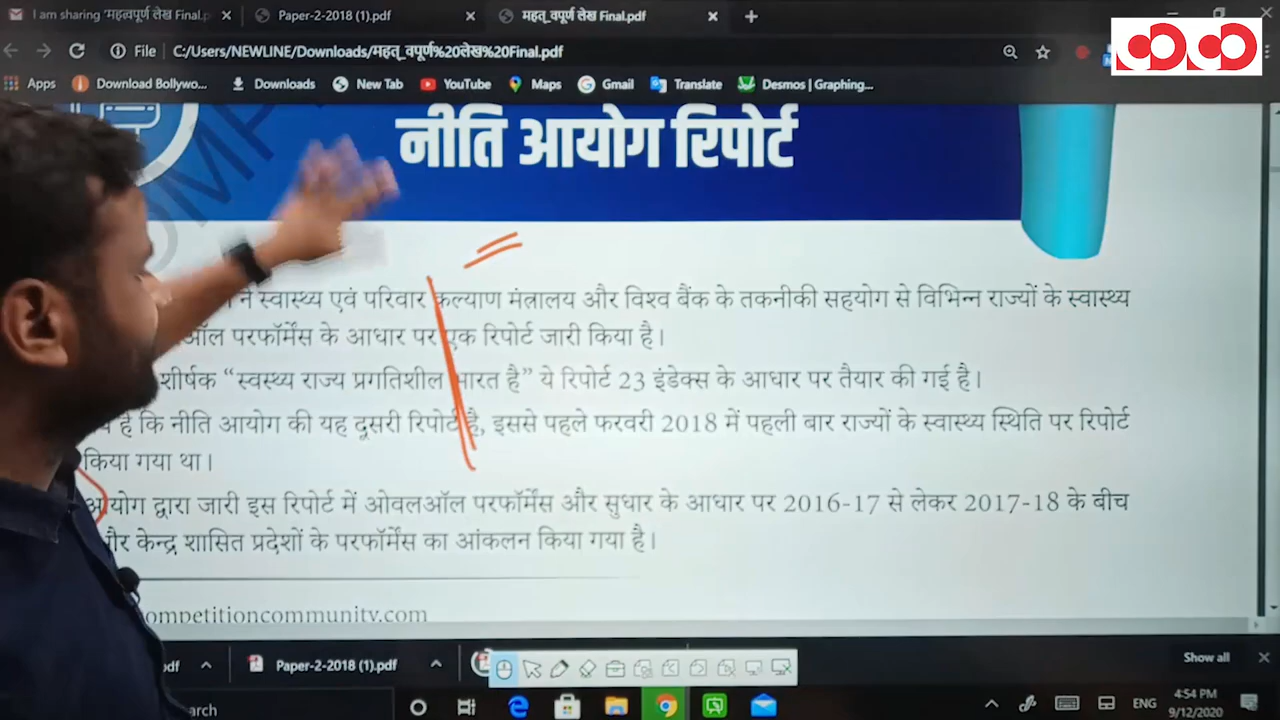 I am sharing 'महत्वपूर्ण लेख Final.p
Paper-2-2018 (1).pdf
महत्_वपूर्ण लेख Final.pdf
File
C:/Users/NEWLINE/Downloads/महत्_वपूर्ण%20लेख%20Final.pdf
Apps
Download Bollywo...
Downloads
New Tab
YouTube
Maps
Gmail
Translate
Desmos | Graphing...
नीति आयोग रिपोर्ट
ने स्वास्थ्य एवं परिवार कल्याण मंत्रालय और विश्व बैंक के तकनीकी सहयोग से विभिन्न राज्यों के स्वास्थ्य
ऑल परफॉर्मेंस के आधार पर एक रिपोर्ट जारी किया है।
शीर्षक “स्वस्थ्य राज्य प्रगतिशील भारत है” ये रिपोर्ट 23 इंडेक्स के आधार पर तैयार की गई है।
है कि नीति आयोग की यह दूसरी रिपोर्ट है, इससे पहले फरवरी 2018 में पहली बार राज्यों के स्वास्थ्य स्थिति पर रिपोर्ट
किया गया था।
आयोग द्वारा जारी इस रिपोर्ट में ओवलऑल परफॉर्मेंस और सुधार के आधार पर 2016-17 से लेकर 2017-18 के बीच
और केन्द्र शासित प्रदेशों के परफॉर्मेंस का आंकलन किया गया है।
ompetitioncommunity.com
df
Paper-2-2018 (1).pdf
Show all
arch
ENG
4:54 PM
9/12/2020